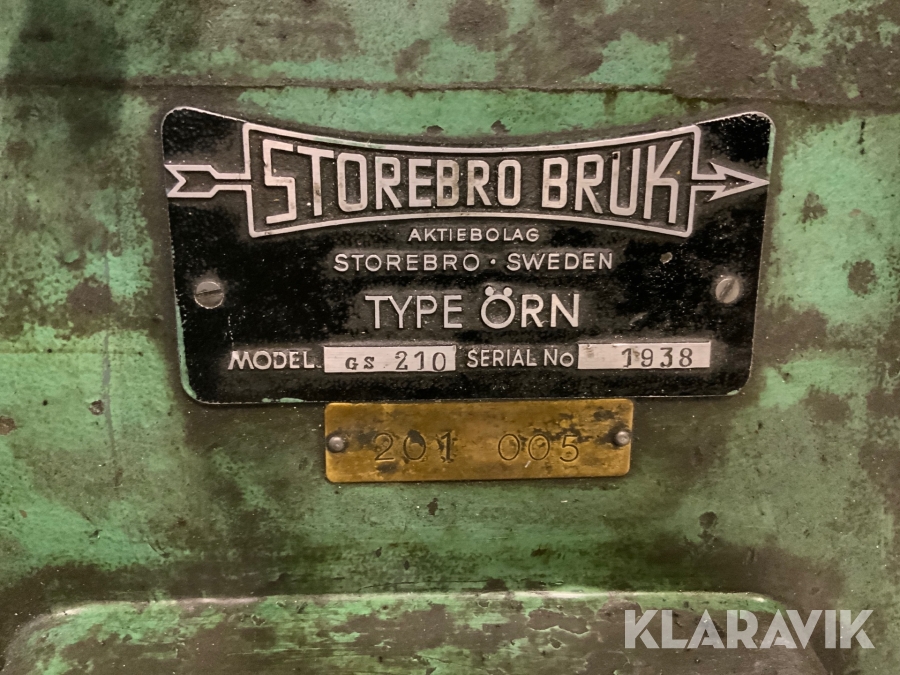 STOREBRO BRUK
AKTIEBOLAG
STOREBRO · SWEDEN
TYPE ÖRN
MODEL GS 210 SERIAL No 1938
201 005
KLARAVIK